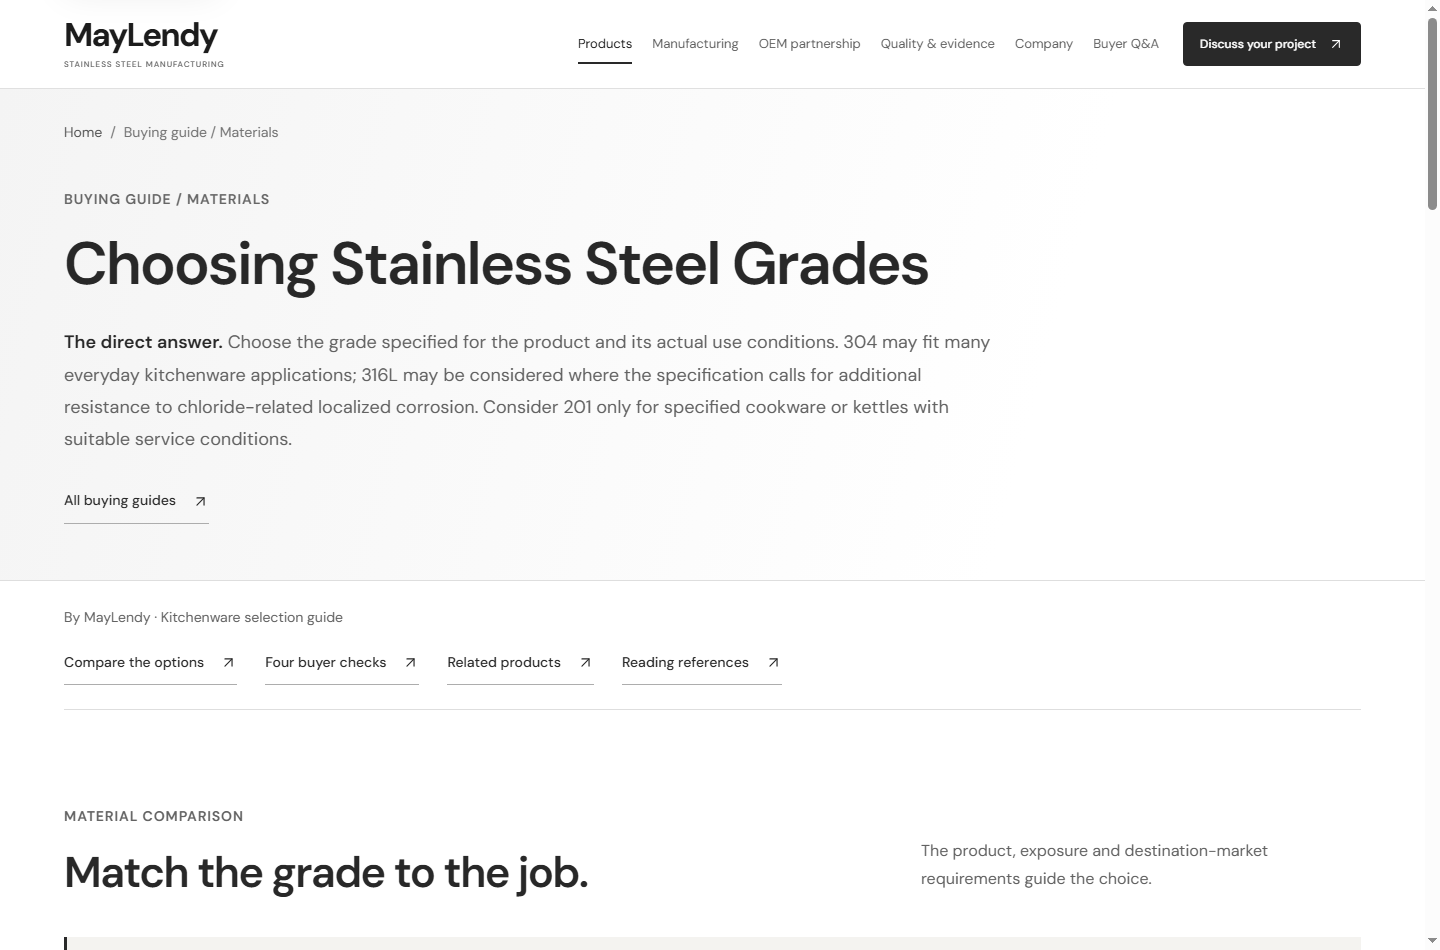 MayLendy
STAINLESS STEEL MANUFACTURING
Products
Manufacturing
OEM partnership
Quality & evidence
Company
Buyer Q&A
Discuss your project
Home / Buying guide / Materials
BUYING GUIDE / MATERIALS
Choosing Stainless Steel Grades
The direct answer. Choose the grade specified for the product and its actual use conditions. 304 may fit many
everyday kitchenware applications; 316L may be considered where the specification calls for additional
resistance to chloride-related localized corrosion. Consider 201 only for specified cookware or kettles with
suitable service conditions.
All buying guides
By MayLendy · Kitchenware selection guide
Compare the options
Four buyer checks
Related products
Reading references
MATERIAL COMPARISON
Match the grade to the job.
The product, exposure and destination-market
requirements guide the choice.